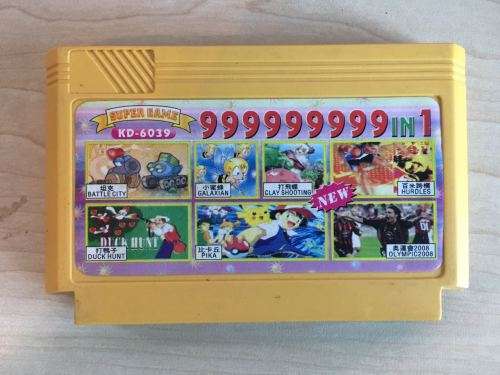 SUPER GAME
KD-6039
999999999 IN 1
坦克
BATTLE CITY
小蜜蜂
GALAXIAN
打飛蝶
CLAY SHOOTING
百米跨欄
HURDLES
NEW
DUCK HUNT
打鴨子
DUCK HUNT
比卡丘
PIKA
奧運會2008
OLYMPIC2008